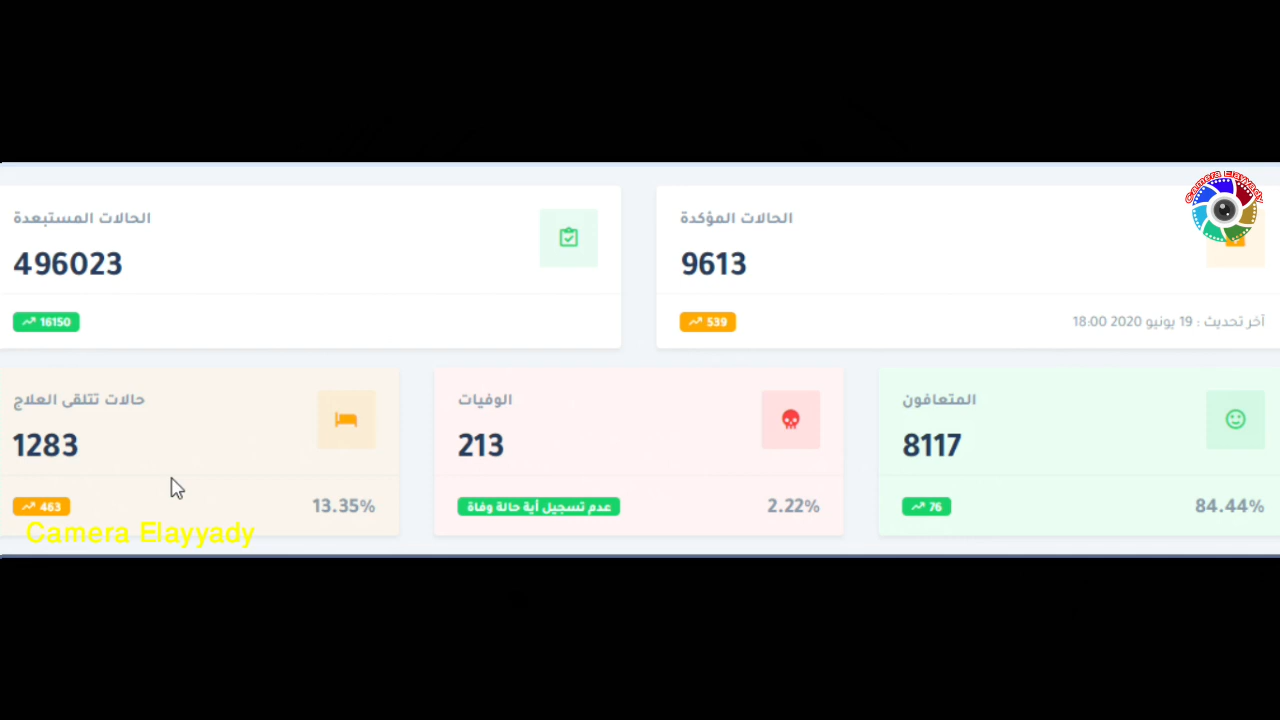 Camera Elayyady
الحالات المؤكدة
9613
539
آخر تحديث : 19 يونيو 2020 18:00
الحالات المستبعدة
496023
16150
المتعافون
8117
76
84.44%
الوفيات
213
عدم تسجيل أية حالة وفاة
2.22%
حالات تتلقى العلاج
1283
463
13.35%
Camera Elayyady